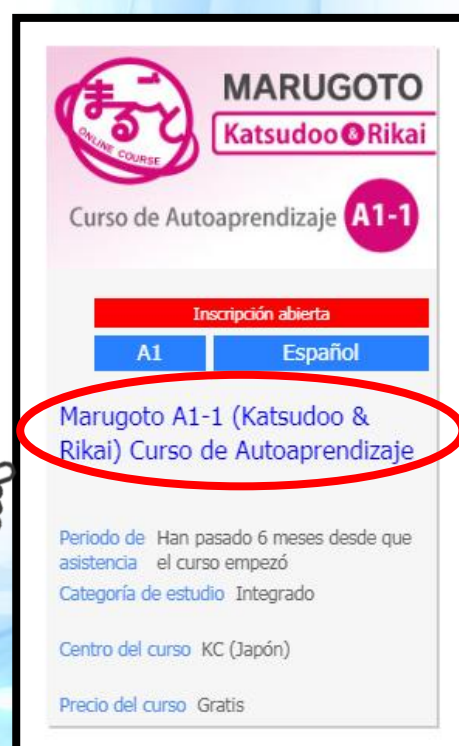 まるごと
ONLINE COURSE
MARUGOTO
Katsudoo & Rikai
Curso de Autoaprendizaje A1-1
Inscripción abierta
A1 Español
Marugoto A1-1 (Katsudoo &
Rikai) Curso de Autoaprendizaje
Periodo de Han pasado 6 meses desde que
asistencia el curso empezó
Categoría de estudio Integrado
Centro del curso KC (Japón)
Precio del curso Gratis